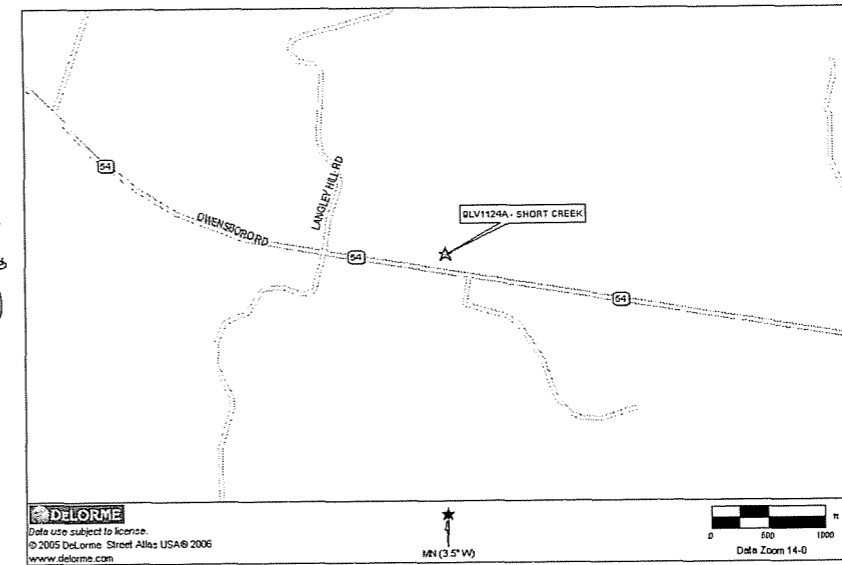 54
LANGLEY HILL RD
9LV1124A - SHORT CREEK
OWENSBORO RD
54
54
DELORME
Data use subject to license.
© 2005 DeLorme. Street Atlas USA® 2006
www.delorme.com
MN (3.5° W)
ft
0 500 1000
Data Zoom 14-0